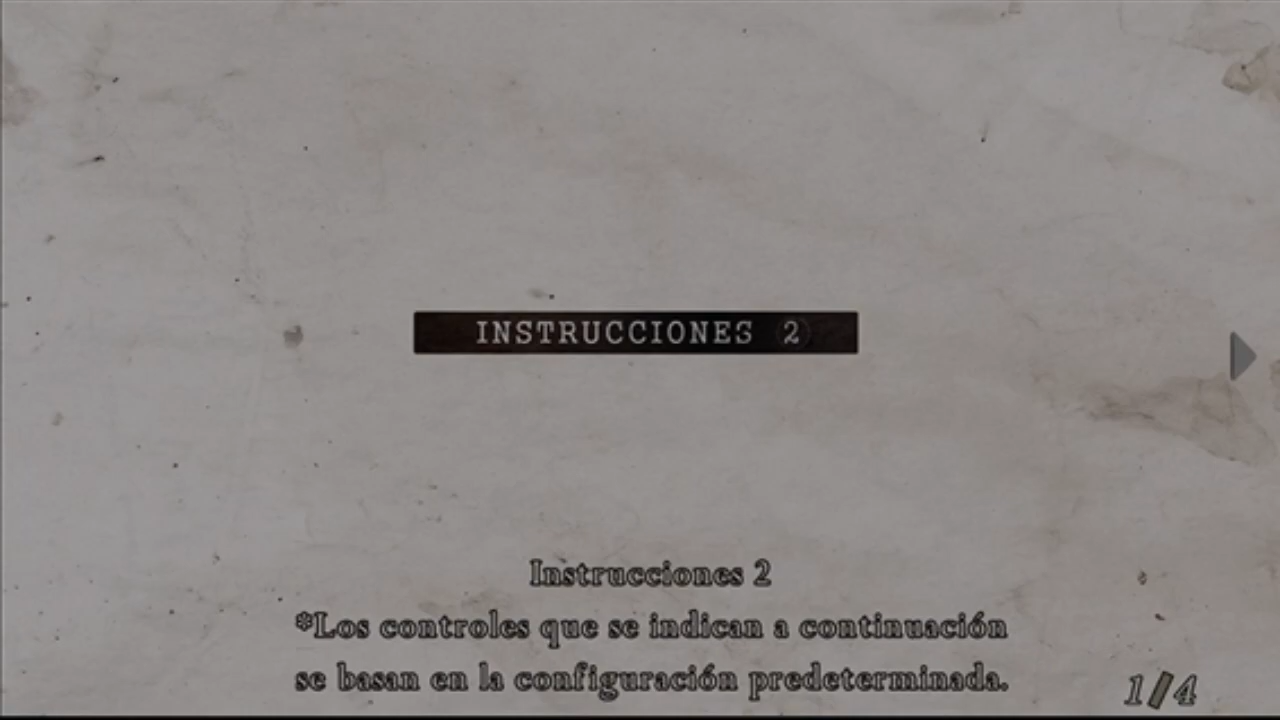 INSTRUCCIONES 2
Instrucciones 2
*Los controles que se indican a continuación
se basan en la configuración predeterminada.
1/4